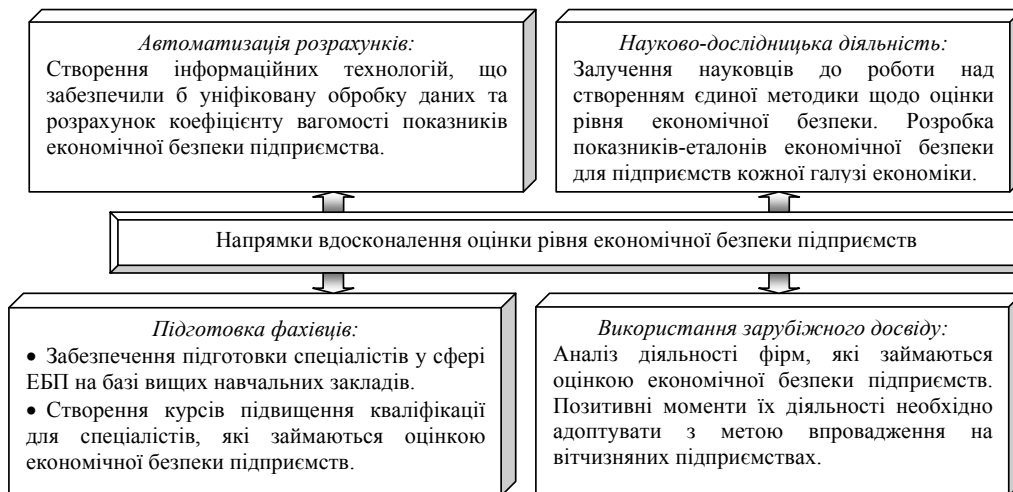 Автоматизація розрахунків:
Створення інформаційних технологій, що
забезпечили б уніфіковану обробку даних та
розрахунок коефіцієнту вагомості показників
економічної безпеки підприємства.
Науково-дослідницька діяльність:
Залучення науковців до роботи над
створенням єдиної методики щодо оцінки
рівня економічної безпеки. Розробка
показників-еталонів економічної безпеки
для підприємств кожної галузі економіки.
Напрямки вдосконалення оцінки рівня економічної безпеки підприємств
Підготовка фахівців:
• Забезпечення підготовки спеціалістів у сфері
ЕБП на базі вищих навчальних закладів.
• Створення курсів підвищення кваліфікації
для спеціалістів, які займаються оцінкою
економічної безпеки підприємств.
Використання зарубіжного досвіду:
Аналіз діяльності фірм, які займаються
оцінкою економічної безпеки підприємств.
Позитивні моменти їх діяльності необхідно
адоптувати з метою впровадження на
вітчизняних підприємствах.